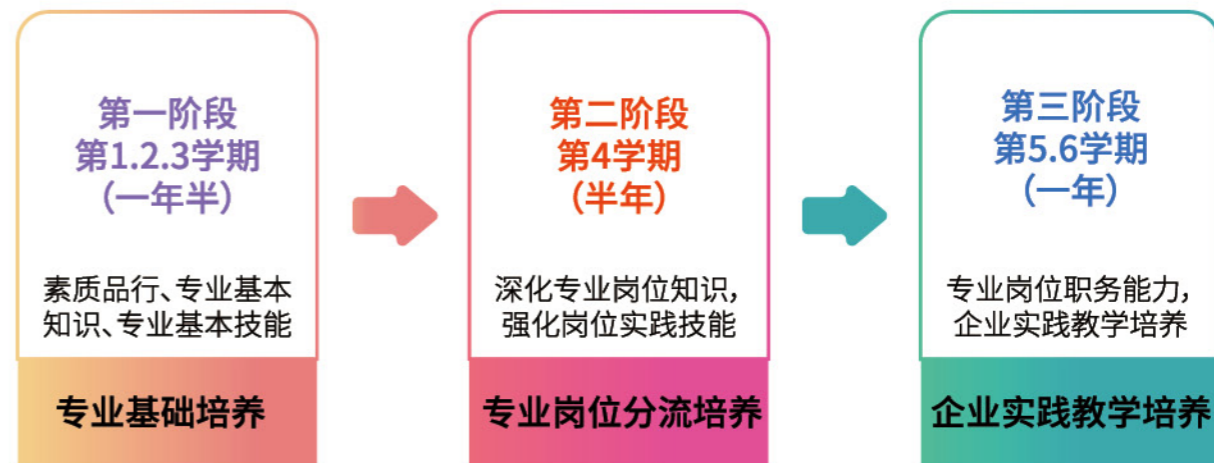 第一阶段
第1.2.3学期
（一年半）
素质品行、专业基本
知识、专业基本技能
专业基础培养
第二阶段
第4学期
（半年）
深化专业岗位知识，
强化岗位实践技能
专业岗位分流培养
第三阶段
第5.6学期
（一年）
专业岗位职务能力，
企业实践教学培养
企业实践教学培养